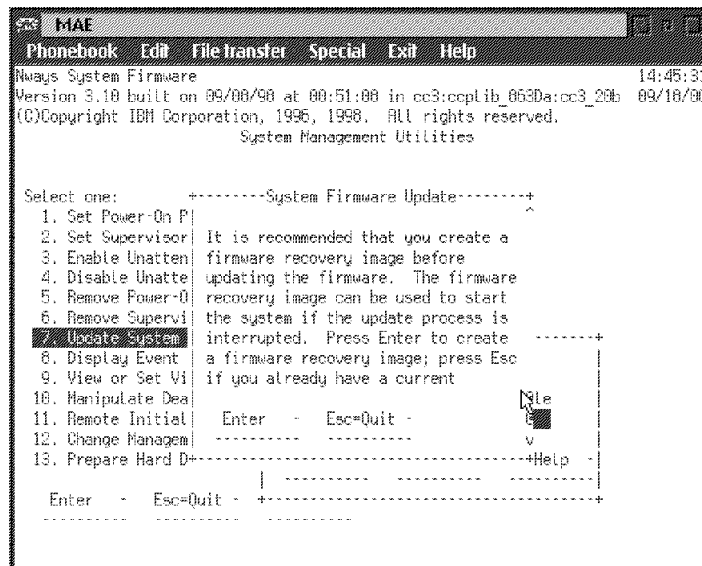 MAE
Phonebook Edit File transfer Special Exit Help
Nways System Firmware 14:45:3
Version 3.10 built on 09/08/98 at 00:51:08 in cc3:ccplib_863Da:cc3_20b 09/18/00
(C)Copyright IBM Corporation, 1996, 1998. All rights reserved.
System Management Utilities
Select one: +--------System Firmware Update--------+
1. Set Power-On P| ^
2. Set Supervisor| It is recommended that you create a
3. Enable Unatten| firmware recovery image before
4. Disable Unatte| updating the firmware. The firmware
5. Remove Power-O| recovery image can be used to start
6. Remove Supervi| the system if the update process is
7. Update System | interrupted. Press Enter to create -------+
8. Display Event | a firmware recovery image; press Esc |
9. View or Set Vi| if you already have a current |
10. Manipulate Dea| le |
11. Remote Initial| Enter - Esc=Quit - |
12. Change Managem| ---------- ---------- v |
13. Prepare Hard D+--------------------------------------+Help -|
| ---------- ---------- ----------|
Enter - Esc=Quit - +---------------------------------------+
---------- ---------- ----------